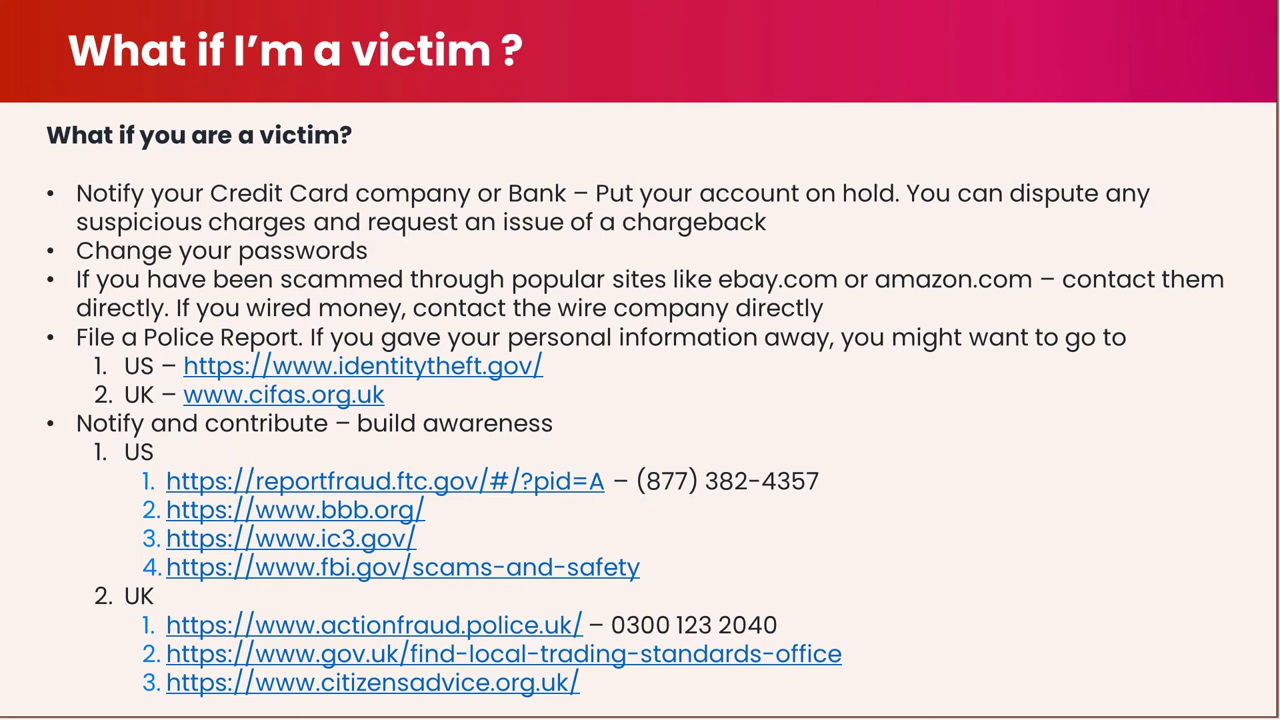 What if I'm a victim ?
What if you are a victim?
• Notify your Credit Card company or Bank – Put your account on hold. You can dispute any
suspicious charges and request an issue of a chargeback
• Change your passwords
• If you have been scammed through popular sites like ebay.com or amazon.com – contact them
directly. If you wired money, contact the wire company directly
• File a Police Report. If you gave your personal information away, you might want to go to
1. US – https://www.identitytheft.gov/
2. UK – www.cifas.org.uk
• Notify and contribute – build awareness
1. US
1. https://reportfraud.ftc.gov/#/?pid=A – (877) 382-4357
2. https://www.bbb.org/
3. https://www.ic3.gov/
4. https://www.fbi.gov/scams-and-safety
2. UK
1. https://www.actionfraud.police.uk/ – 0300 123 2040
2. https://www.gov.uk/find-local-trading-standards-office
3. https://www.citizensadvice.org.uk/